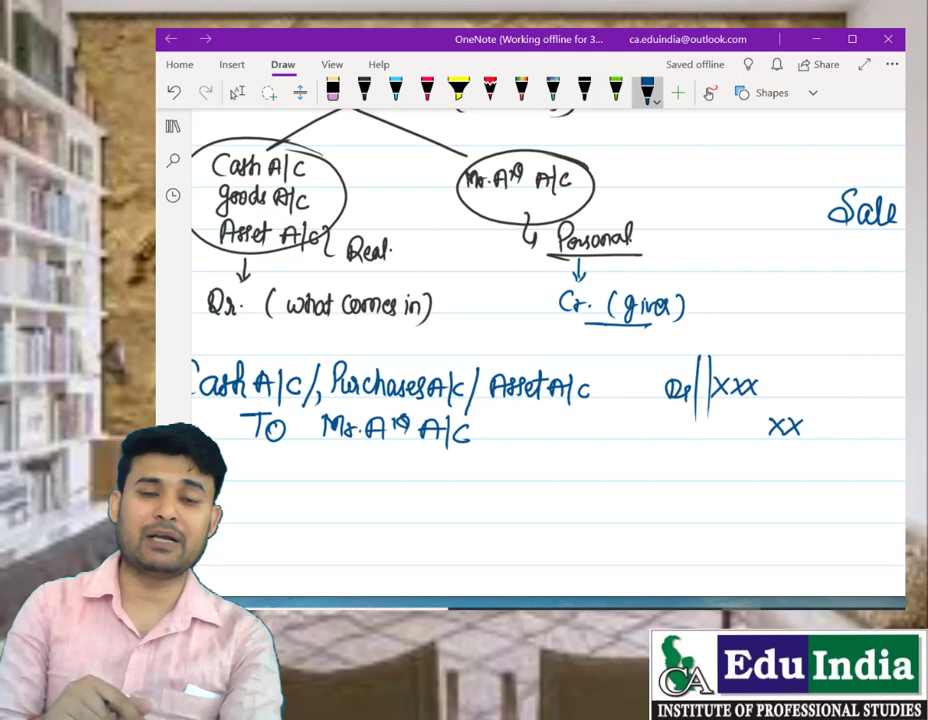 OneNote (Working offline for 3...
ca.eduindia@outlook.com
Home Insert Draw View Help
Saved offline
Share
Shapes
Cash A/C
goods A/C
Asset A/C
Real.
Dr. ( what comes in)
Mr. A A/C
Personal
Cr. (giver)
Sale
Cash A/C/, Purchases A/C / Asset A/C Dr || xxx
TO Mr. A A/C xx
CA
Edu India
INSTITUTE OF PROFESSIONAL STUDIES